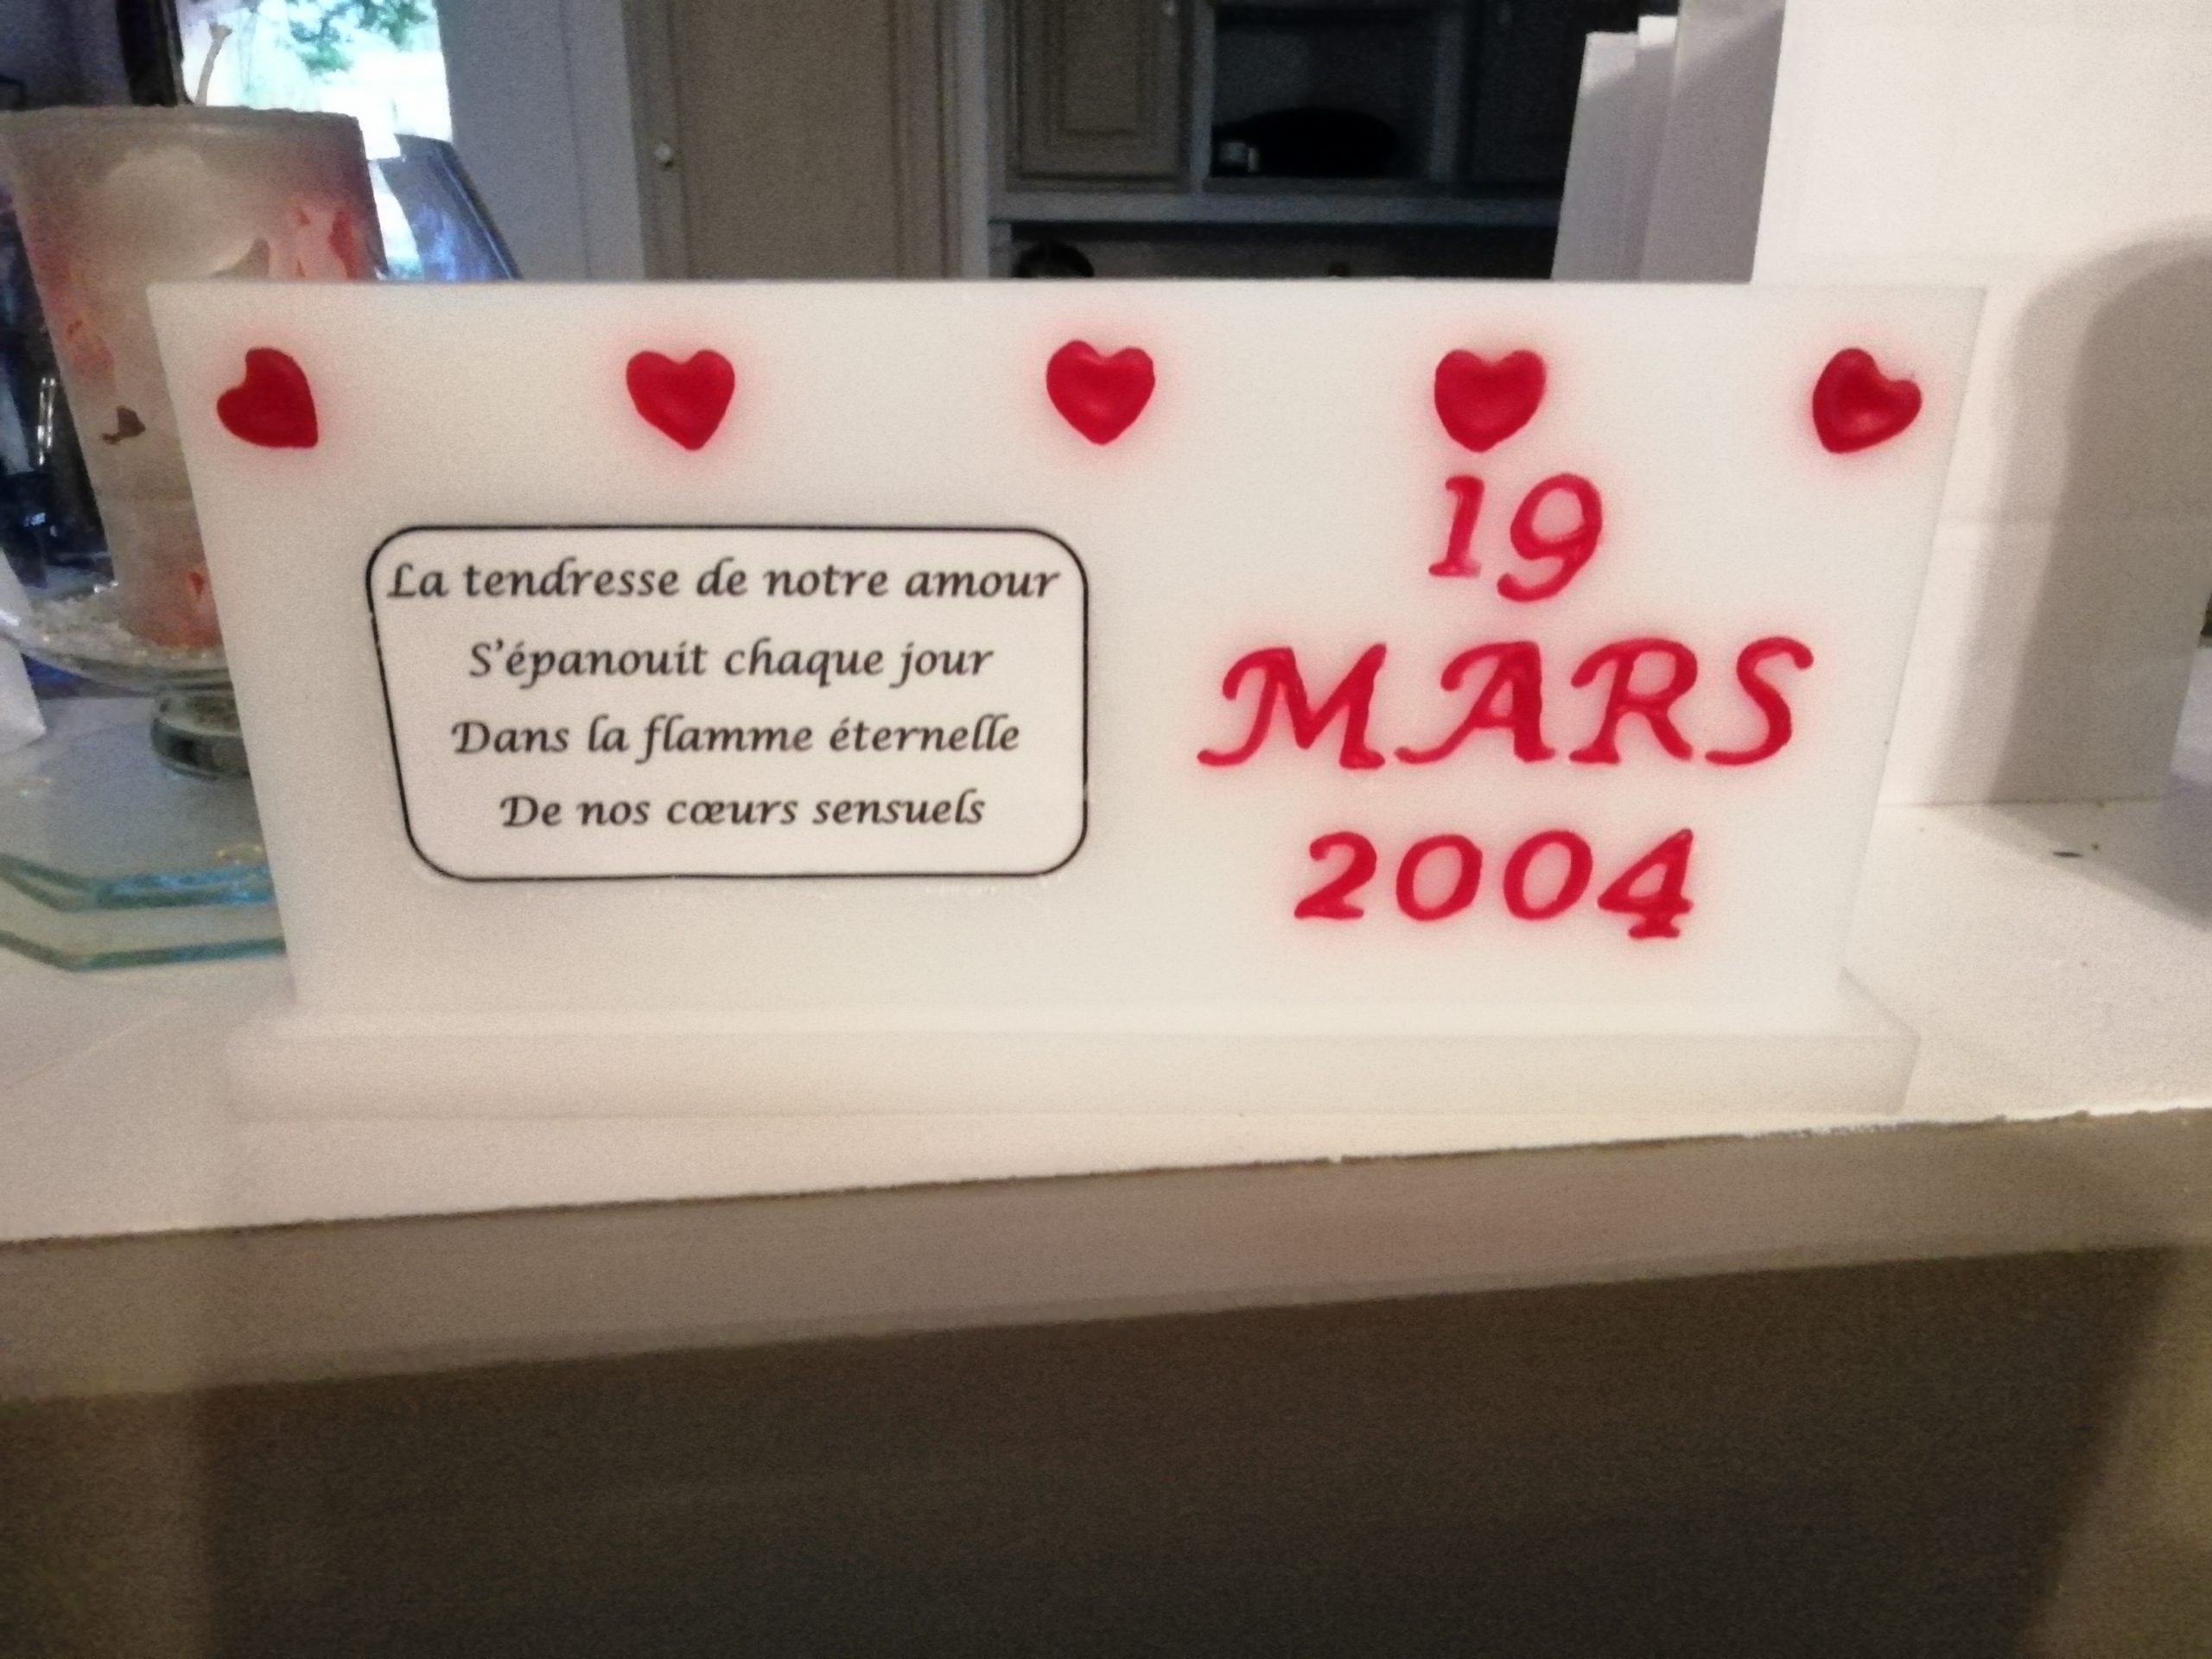 La tendresse de notre amour
S'épanouit chaque jour
Dans la flamme éternelle
De nos cœurs sensuels
19
MARS
2004